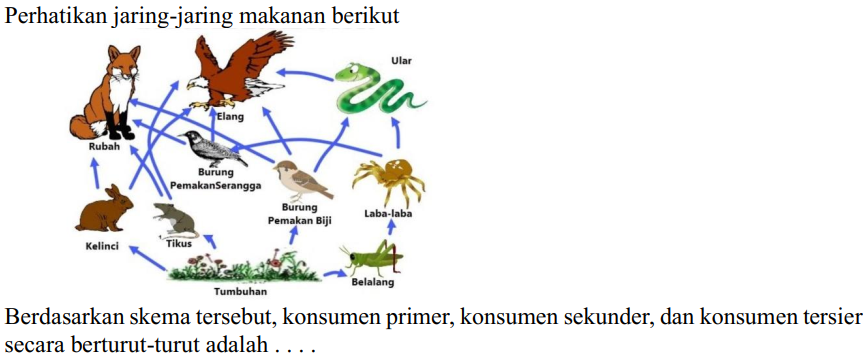 Perhatikan jaring-jaring makanan berikut
Ular
Elang
Rubah
Burung
PemakanSerangga
Burung
Pemakan Biji
Laba-laba
Kelinci
Tikus
Tumbuhan
Belalang
Berdasarkan skema tersebut, konsumen primer, konsumen sekunder, dan konsumen tersier
secara berturut-turut adalah . . . .